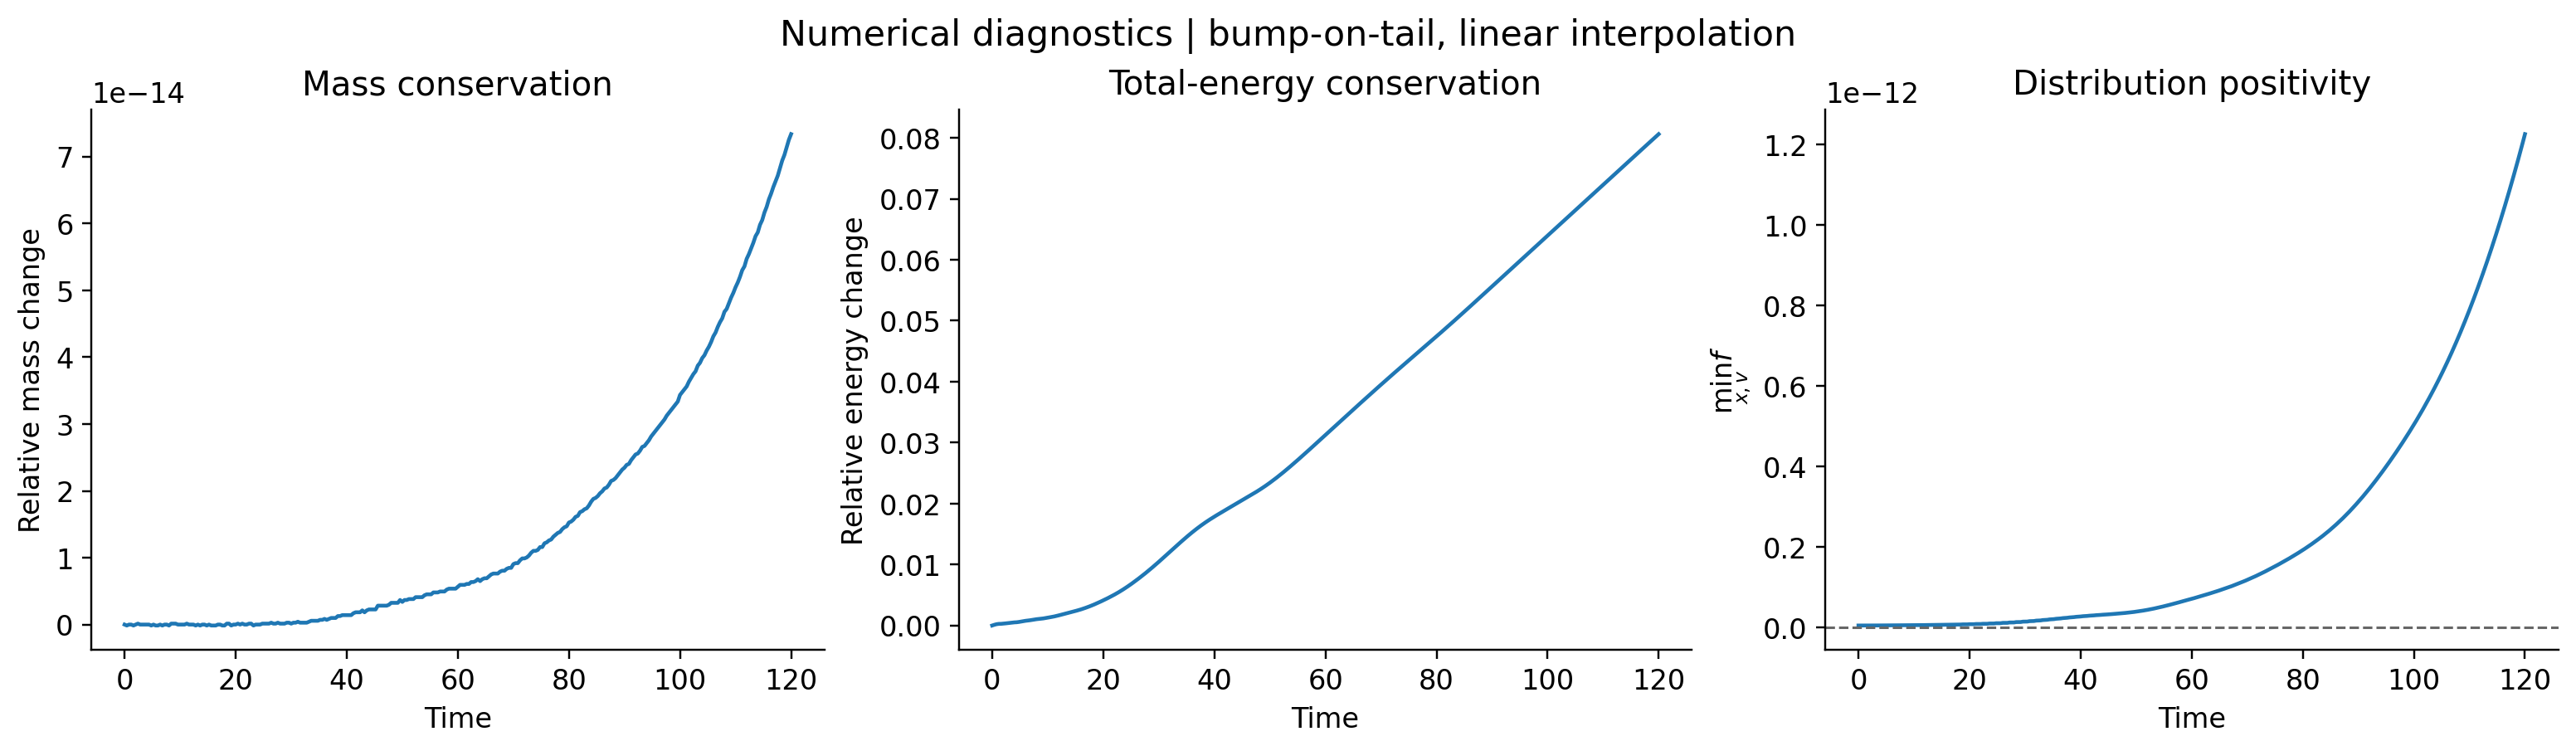 Numerical diagnostics | bump-on-tail, linear interpolation
Mass conservation
1e−14
Relative mass change
7
6
5
4
3
2
1
0
0 20 40 60 80 100 120
Time
Total-energy conservation
Relative energy change
0.08
0.07
0.06
0.05
0.04
0.03
0.02
0.01
0.00
0 20 40 60 80 100 120
Time
Distribution positivity
1e−12
min f
x, v
1.2
1.0
0.8
0.6
0.4
0.2
0.0
0 20 40 60 80 100 120
Time